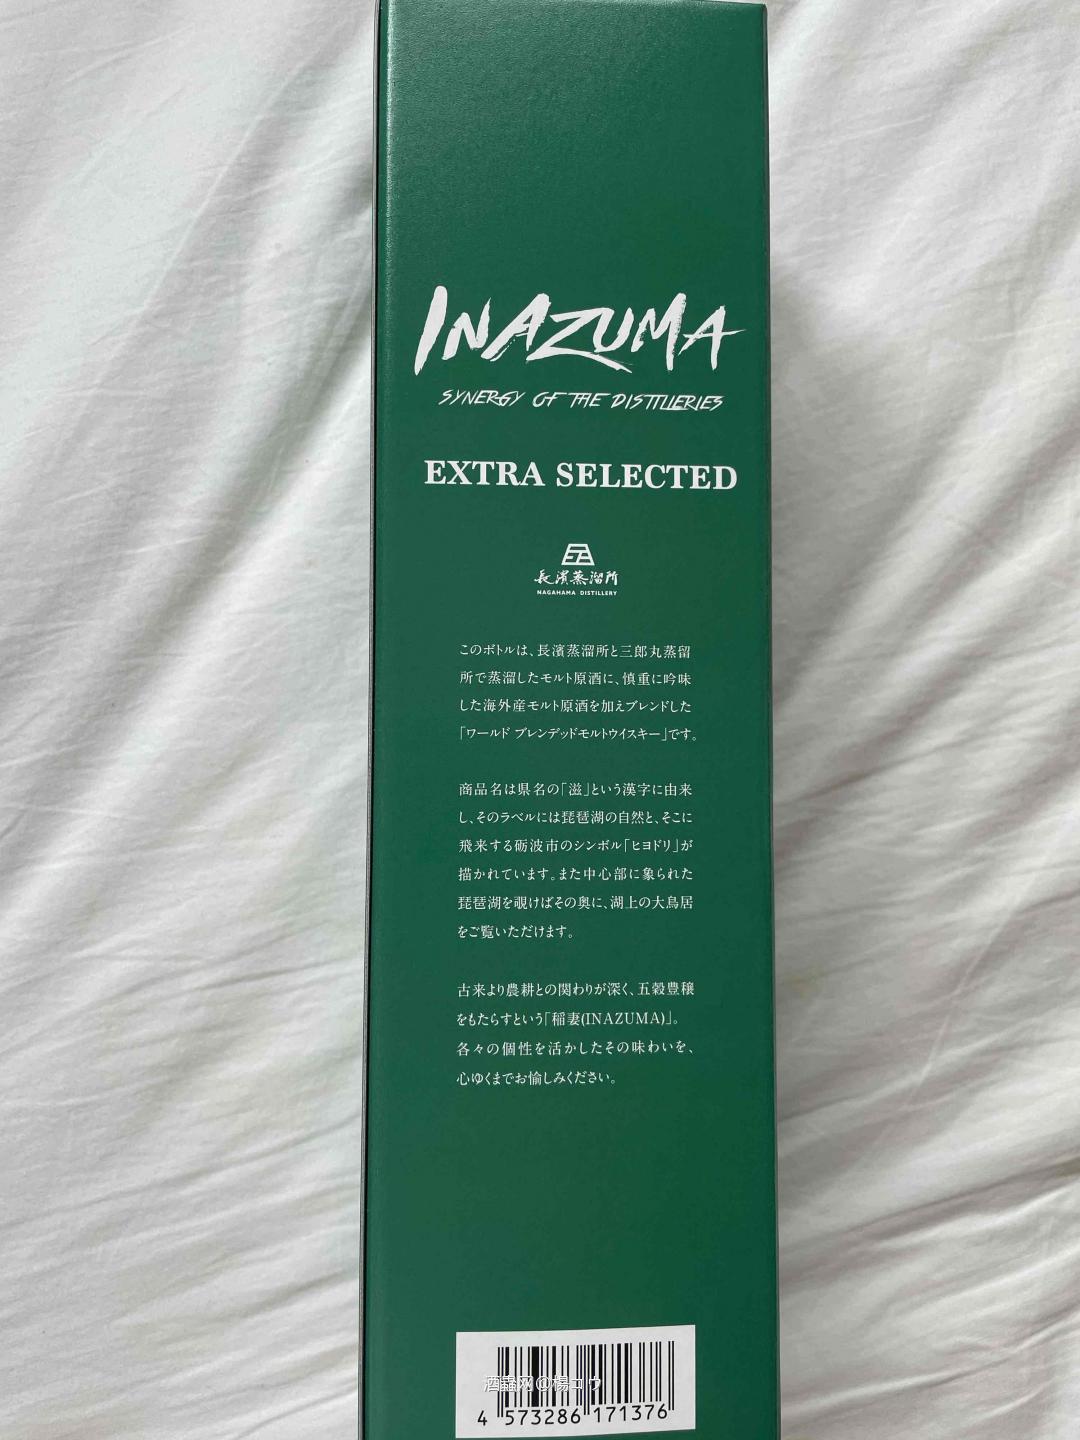 INAZUMA
SYNERGY OF THE DISTILLERIES
EXTRA SELECTED
長濱蒸溜所
NAGAHAMA DISTILLERY
このボトルは、長濱蒸溜所と三郎丸蒸留
所で蒸溜したモルト原酒に、慎重に吟味
した海外産モルト原酒を加えブレンドした
「ワールド ブレンデッドモルトウイスキー」です。
商品名は県名の「滋」という漢字に由来
し、そのラベルには琵琶湖の自然と、そこに
飛来する砺波市のシンボル「ヒヨドリ」が
描かれています。また中心部に象られた
琵琶湖を覗けばその奥に、湖上の大鳥居
をご覧いただけます。
古来より農耕との関わりが深く、五穀豊穣
をもたらすという「稲妻(INAZUMA)」。
各々の個性を活かしたその味わいを、
心ゆくまでお愉しみください。
酒蘊网@楊コウ
4 573286 171376